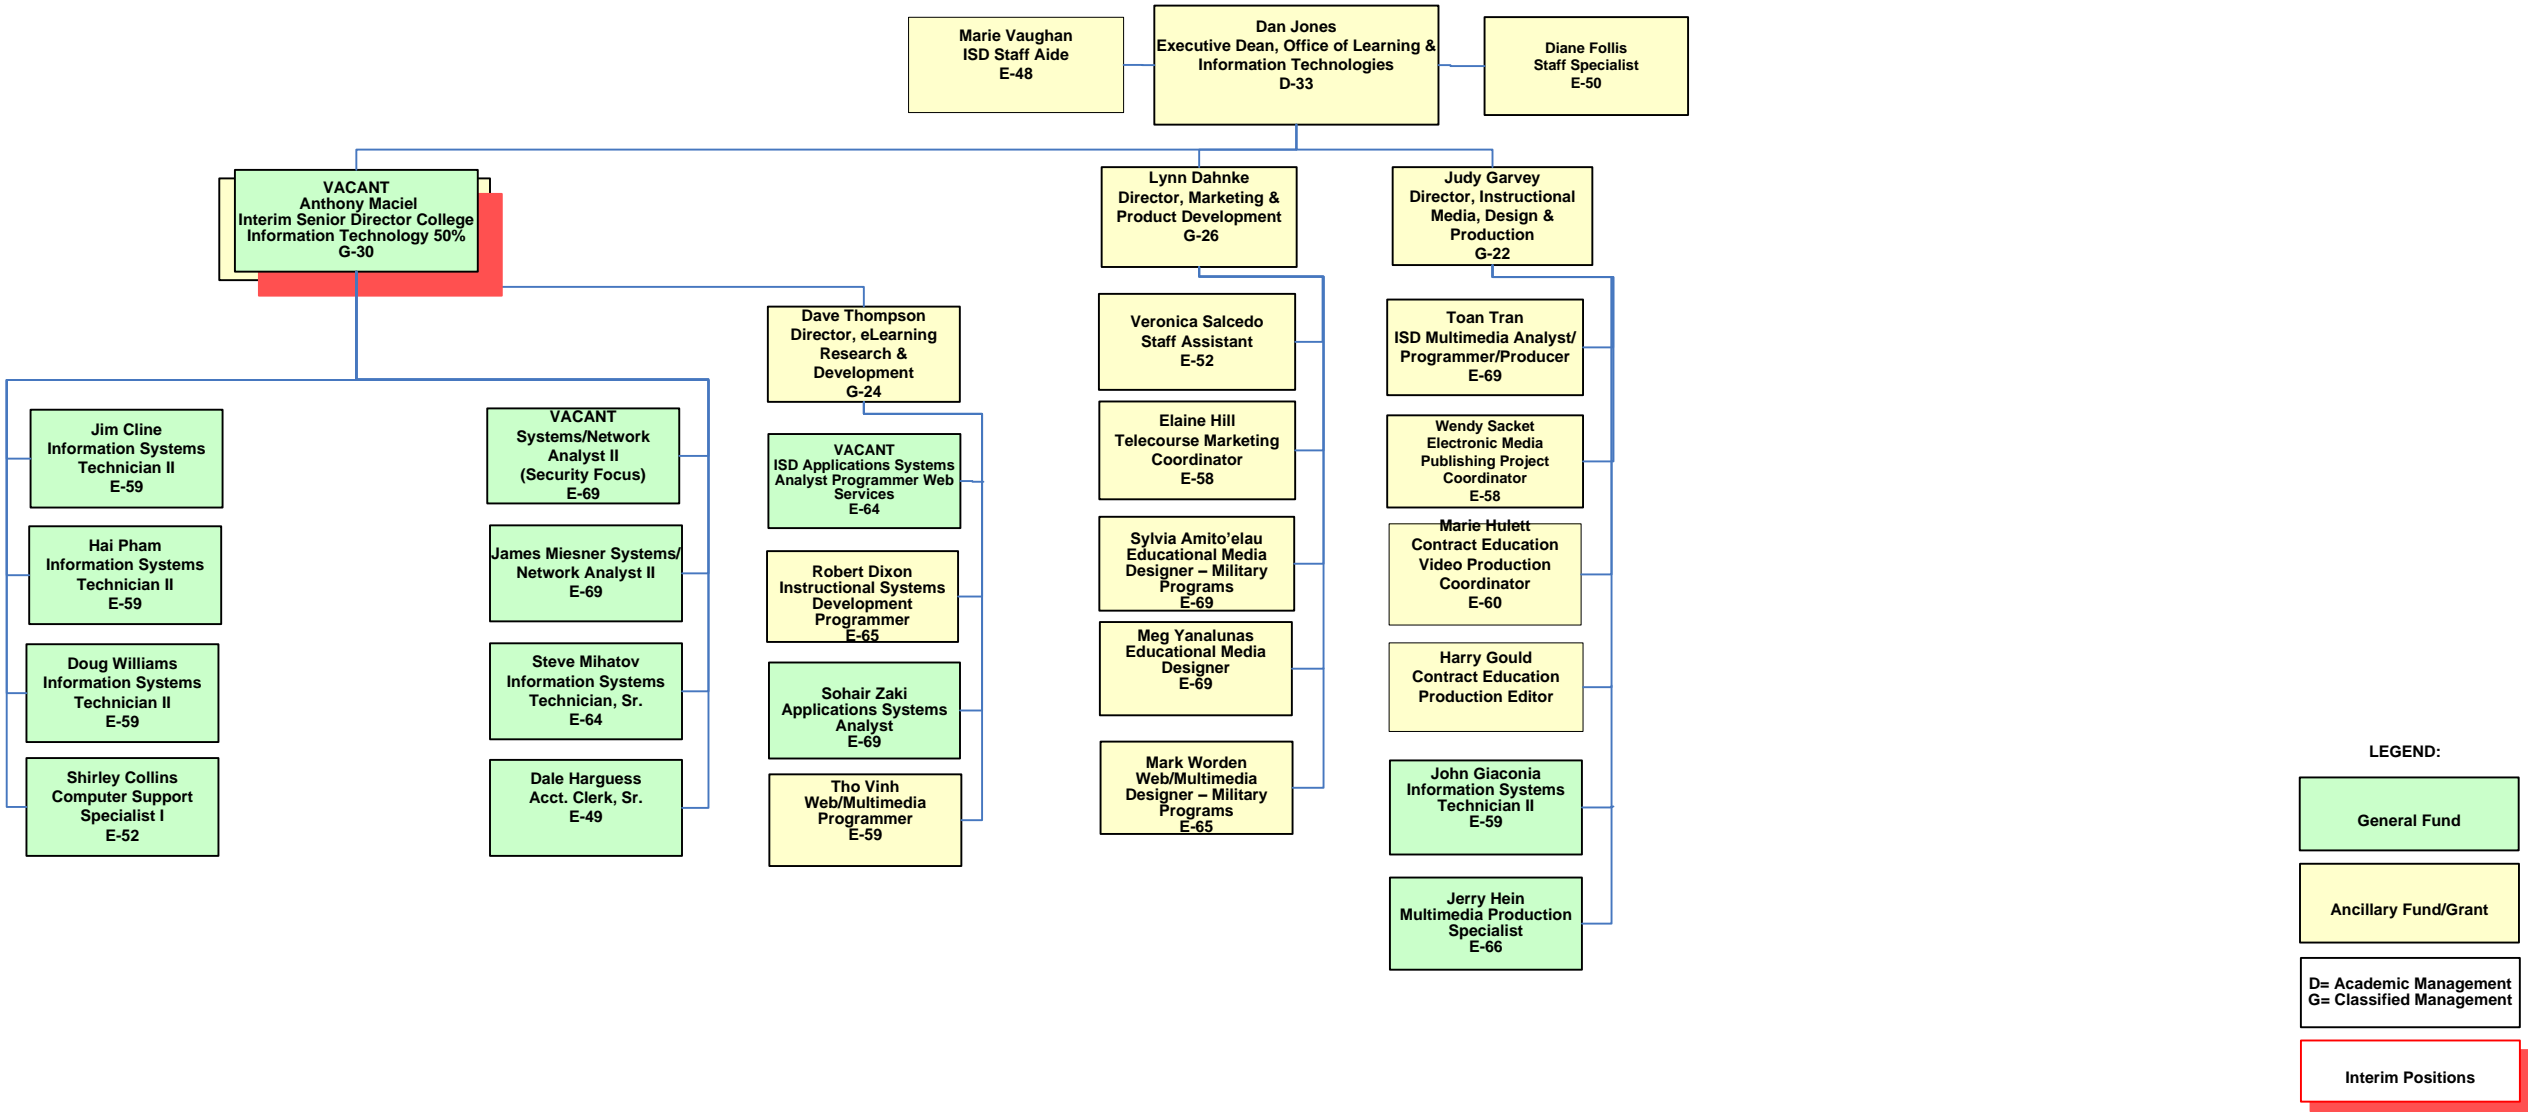 Marie Vaughan
ISD Staff Aide
E-48
Dan Jones
Executive Dean, Office of Learning &
Information Technologies
D-33
Diane Follis
Staff Specialist
E-50
VACANT
Anthony Maciel
Interim Senior Director College
Information Technology 50%
G-30
Lynn Dahnke
Director, Marketing &
Product Development
G-26
Judy Garvey
Director, Instructional
Media, Design &
Production
G-22
Dave Thompson
Director, eLearning
Research &
Development
G-24
Jim Cline
Information Systems
Technician II
E-59
Hai Pham
Information Systems
Technician II
E-59
Doug Williams
Information Systems
Technician II
E-59
Shirley Collins
Computer Support
Specialist I
E-52
VACANT
Systems/Network
Analyst II
(Security Focus)
E-69
James Miesner Systems/
Network Analyst II
E-69
Steve Mihatov
Information Systems
Technician, Sr.
E-64
Dale Harguess
Acct. Clerk, Sr.
E-49
VACANT
ISD Applications Systems
Analyst Programmer Web
Services
E-64
Robert Dixon
Instructional Systems
Development
Programmer
E-65
Sohair Zaki
Applications Systems
Analyst
E-69
Tho Vinh
Web/Multimedia
Programmer
E-59
Veronica Salcedo
Staff Assistant
E-52
Elaine Hill
Telecourse Marketing
Coordinator
E-58
Sylvia Amito’elau
Educational Media
Designer – Military
Programs
E-69
Meg Yanalunas
Educational Media
Designer
E-69
Mark Worden
Web/Multimedia
Designer – Military
Programs
E-65
Toan Tran
ISD Multimedia Analyst/
Programmer/Producer
E-69
Wendy Sacket
Electronic Media
Publishing Project
Coordinator
E-58
Marie Hulett
Contract Education
Video Production
Coordinator
E-60
Harry Gould
Contract Education
Production Editor
John Giaconia
Information Systems
Technician II
E-59
Jerry Hein
Multimedia Production
Specialist
E-66
LEGEND:
General Fund
Ancillary Fund/Grant
D= Academic Management
G= Classified Management
Interim Positions